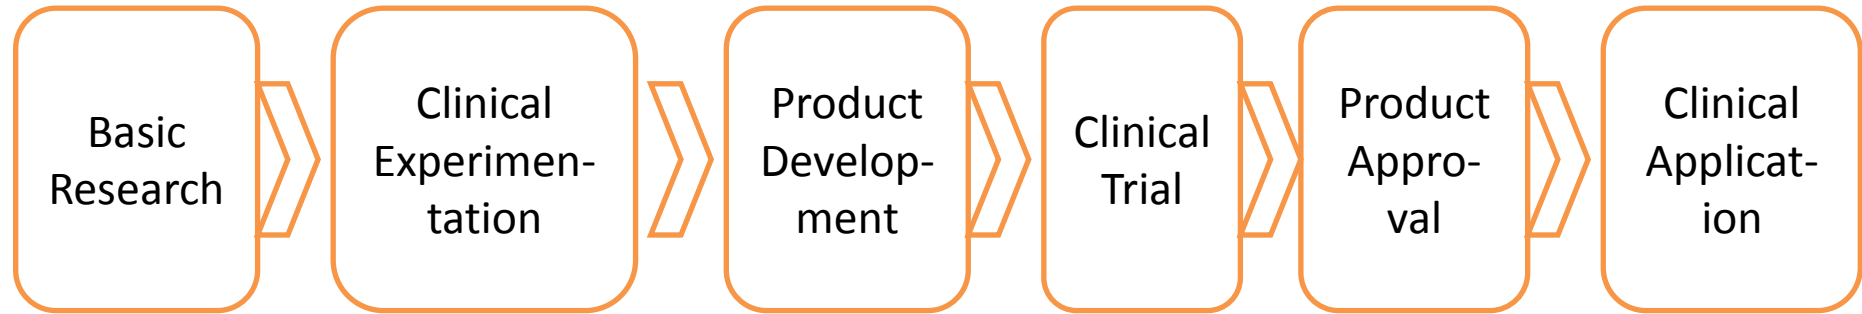 Basic
Research
Clinical
Experimen-
tation
Product
Develop-
ment
Clinical
Trial
Product
Appro-
val
Clinical
Applicat-
ion